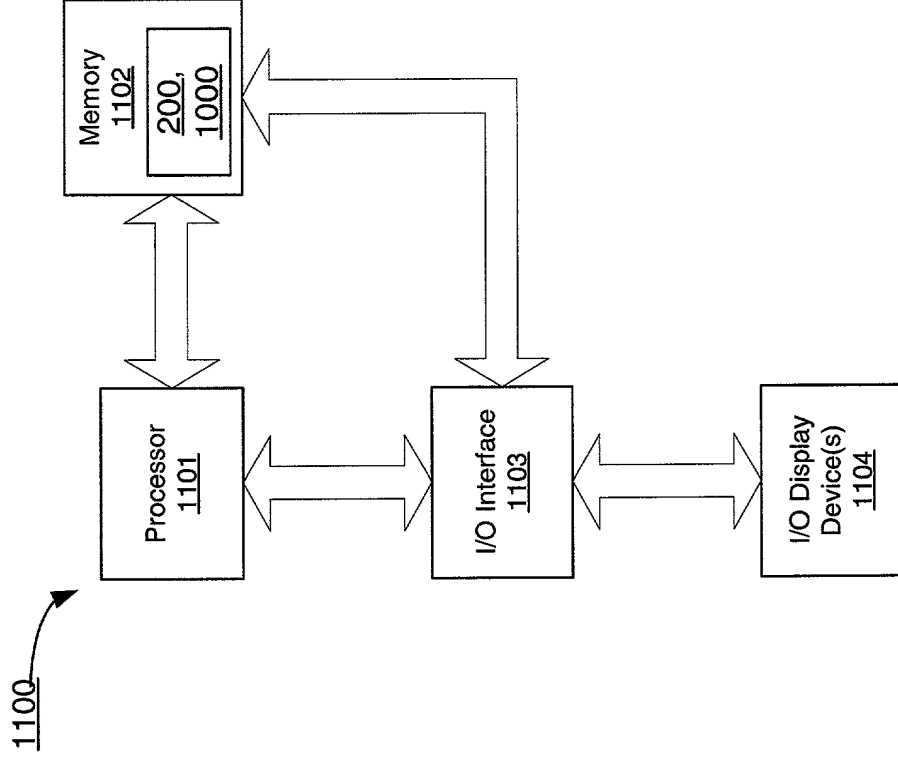 1100
Processor
1101
Memory
1102
200,
1000
I/O Interface
1103
I/O Display
Device(s)
1104